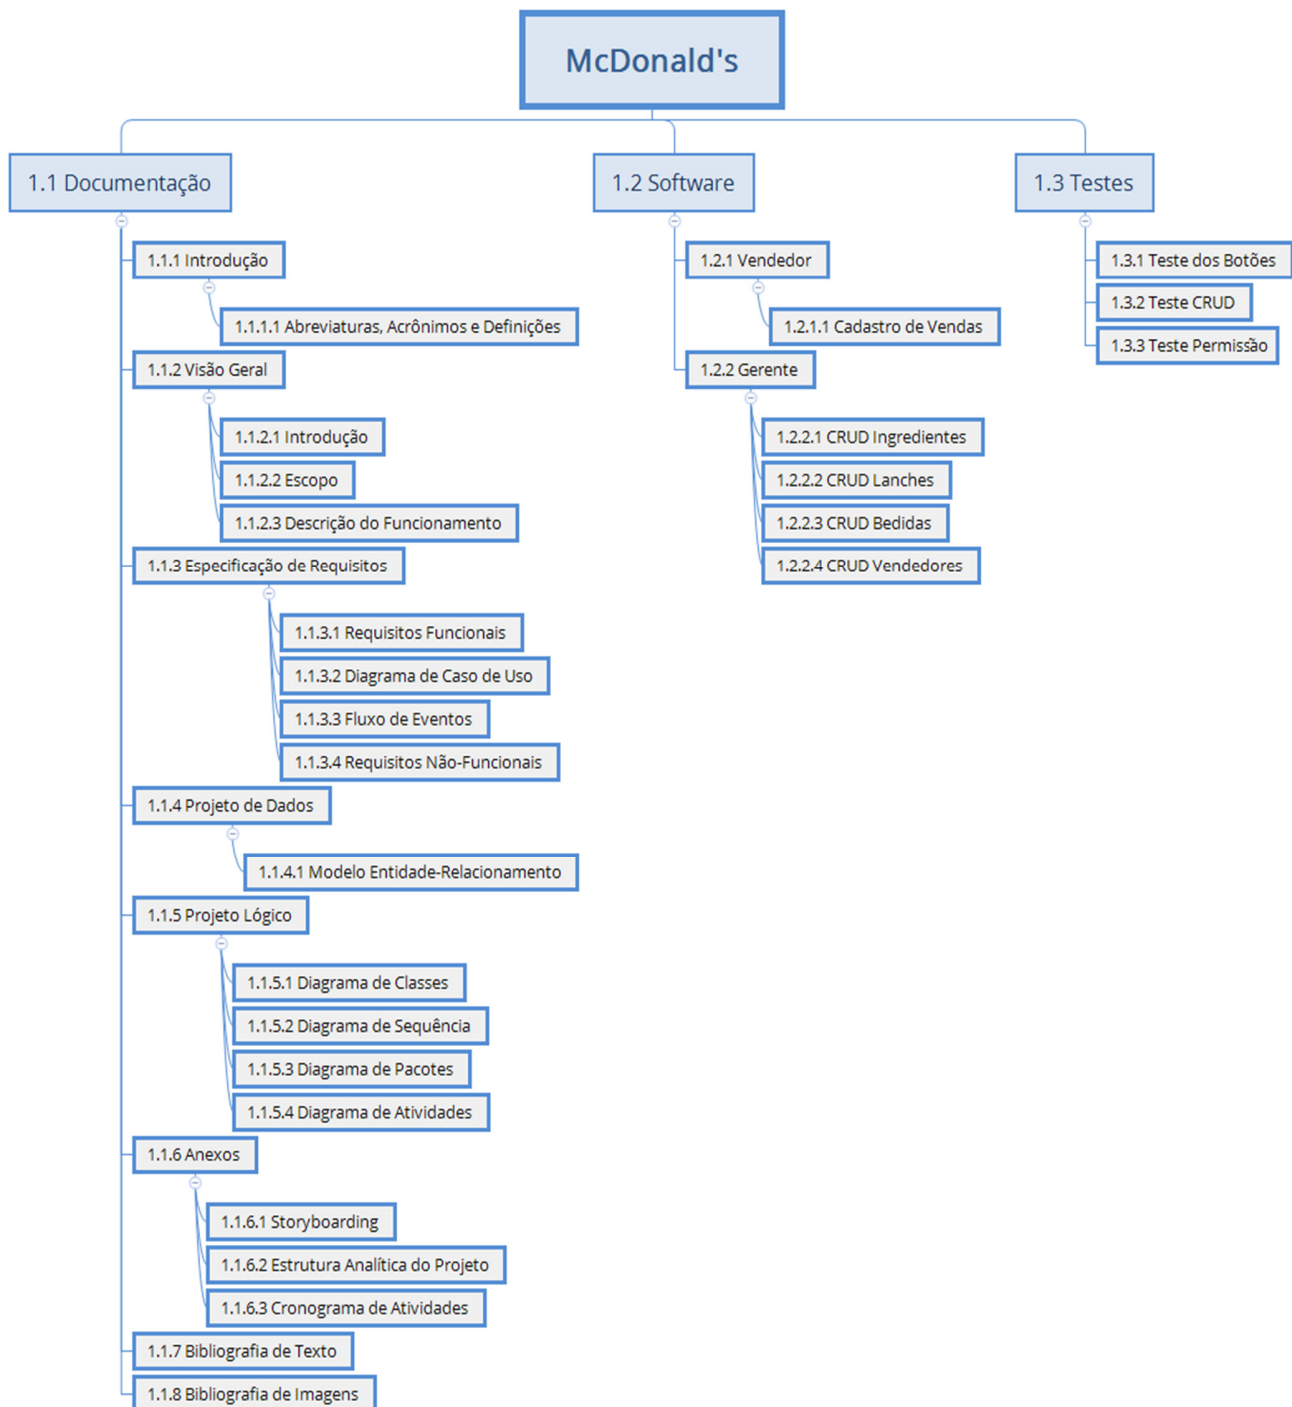 McDonald's
1.1 Documentação
1.1.1 Introdução
1.1.1.1 Abreviaturas, Acrônimos e Definições
1.1.2 Visão Geral
1.1.2.1 Introdução
1.1.2.2 Escopo
1.1.2.3 Descrição do Funcionamento
1.1.3 Especificação de Requisitos
1.1.3.1 Requisitos Funcionais
1.1.3.2 Diagrama de Caso de Uso
1.1.3.3 Fluxo de Eventos
1.1.3.4 Requisitos Não-Funcionais
1.1.4 Projeto de Dados
1.1.4.1 Modelo Entidade-Relacionamento
1.1.5 Projeto Lógico
1.1.5.1 Diagrama de Classes
1.1.5.2 Diagrama de Sequência
1.1.5.3 Diagrama de Pacotes
1.1.5.4 Diagrama de Atividades
1.1.6 Anexos
1.1.6.1 Storyboarding
1.1.6.2 Estrutura Analítica do Projeto
1.1.6.3 Cronograma de Atividades
1.1.7 Bibliografia de Texto
1.1.8 Bibliografia de Imagens
1.2 Software
1.2.1 Vendedor
1.2.1.1 Cadastro de Vendas
1.2.2 Gerente
1.2.2.1 CRUD Ingredientes
1.2.2.2 CRUD Lanches
1.2.2.3 CRUD Bedidas
1.2.2.4 CRUD Vendedores
1.3 Testes
1.3.1 Teste dos Botões
1.3.2 Teste CRUD
1.3.3 Teste Permissão